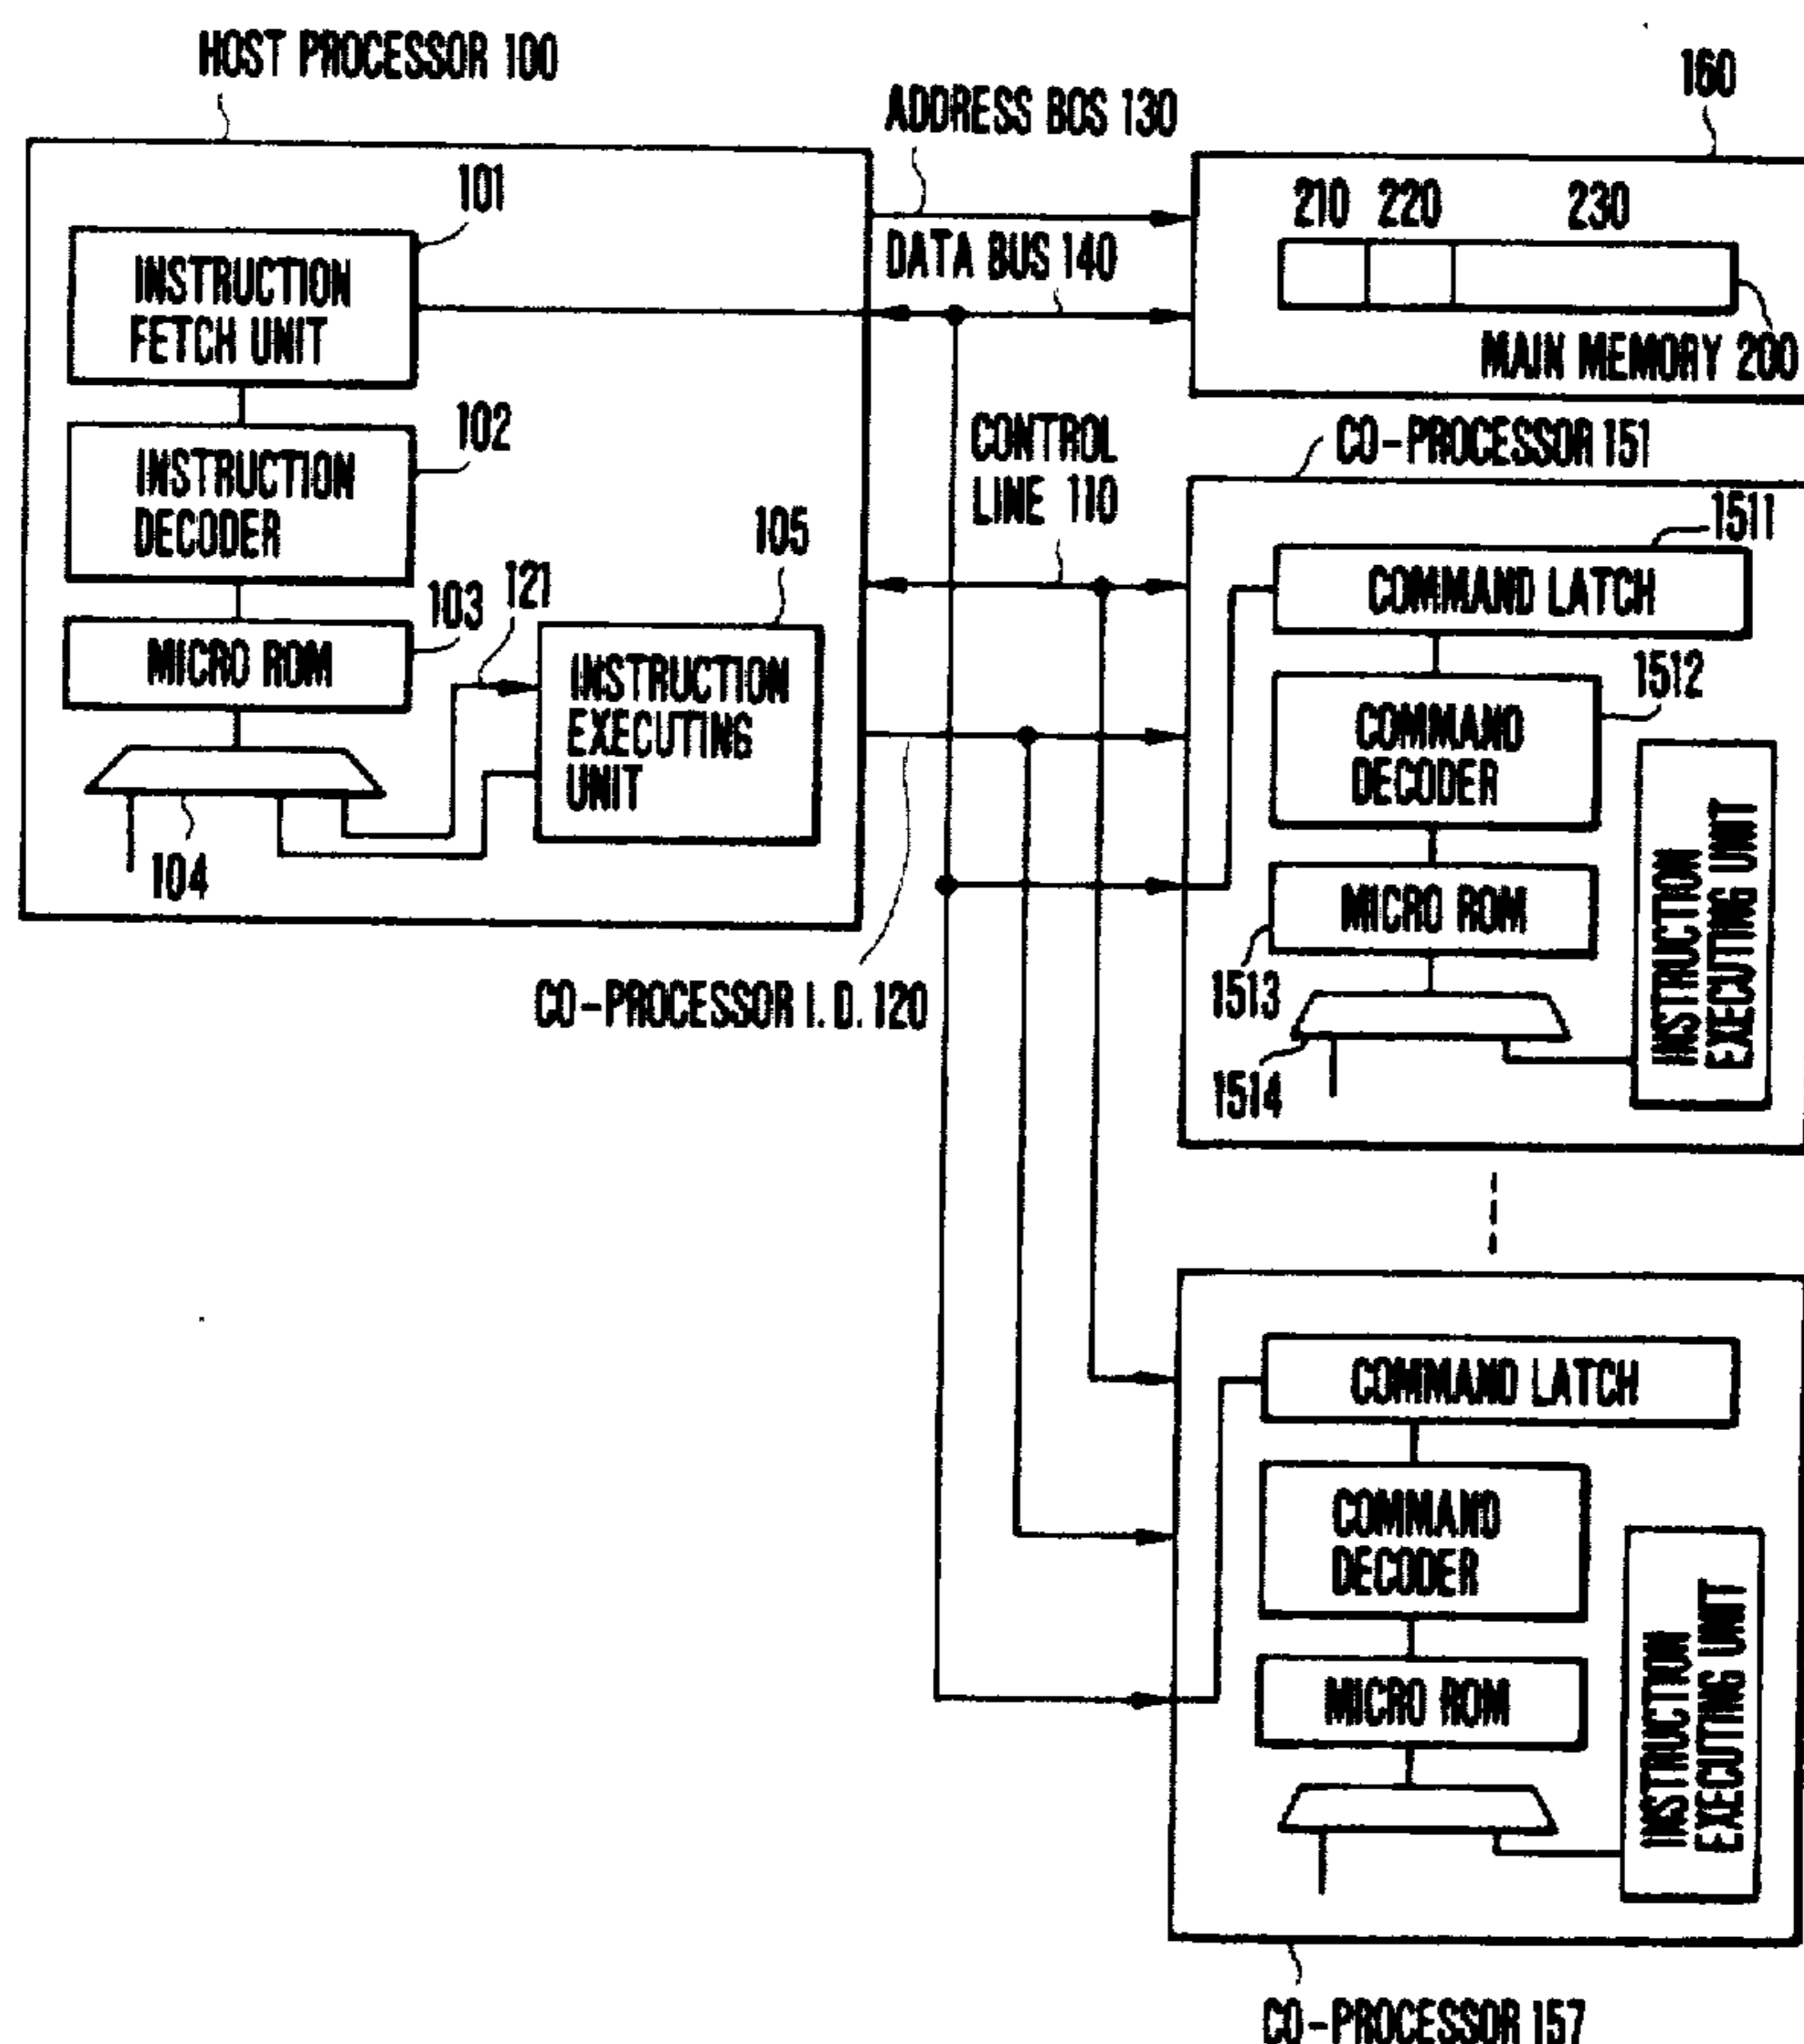 HOST PROCESSOR 100
ADDRESS BOS 130
160
101
210 220 230
INSTRUCTION
FETCH UNIT
DATA BUS 140
MAIN MEMORY 200
102
INSTRUCTION
DECODER
CONTROL
LINE 110
CO-PROCESSOR 151
1511
COMMAND LATCH
103
121
105
MICRO ROM
INSTRUCTION
EXECUTING
UNIT
104
1512
COMMAND
DECODER
MICRO ROM
1513
1514
INSTRUCTION
EXECUTING UNIT
CO-PROCESSOR I. D. 120
COMMAND LATCH
COMMAND
DECODER
MICRO ROM
INSTRUCTION
EXECUTING UNIT
CO-PROCESSOR 157